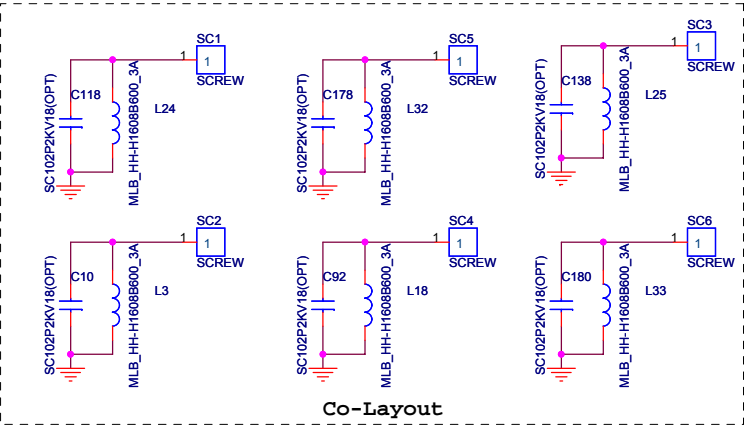 SC1
1
1
SCREW
C118
SC102P2KV18(OPT)
MLB_HH-H1608B600_3A
L24
SC5
1
1
SCREW
C178
SC102P2KV18(OPT)
MLB_HH-H1608B600_3A
L32
SC3
1
1
SCREW
C138
SC102P2KV18(OPT)
MLB_HH-H1608B600_3A
L25
SC2
1
1
SCREW
C10
SC102P2KV18(OPT)
MLB_HH-H1608B600_3A
L3
SC4
1
1
SCREW
C92
SC102P2KV18(OPT)
MLB_HH-H1608B600_3A
L18
SC6
1
1
SCREW
C180
SC102P2KV18(OPT)
MLB_HH-H1608B600_3A
L33
Co-Layout